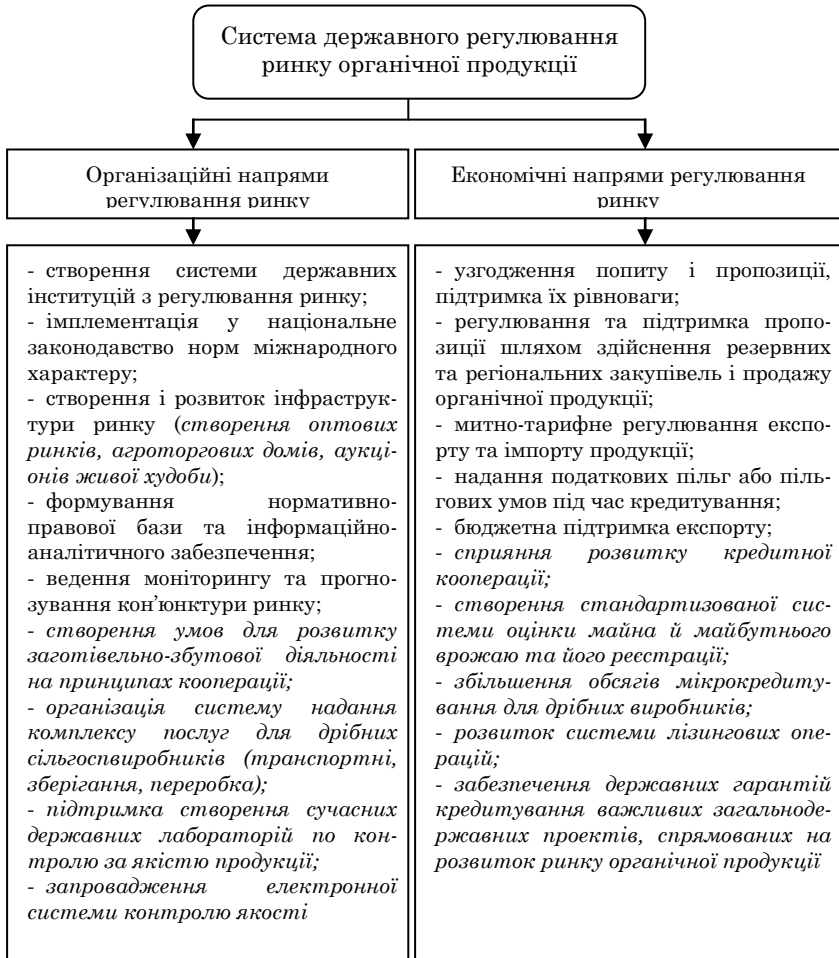 Система державного регулювання
ринку органічної продукції
Організаційні напрями
регулювання ринку
Економічні напрями регулювання
ринку
- створення системи державних
інституцій з регулювання ринку;
- імплементація у національне
законодавство норм міжнародного
характеру;
- створення і розвиток інфраструк-
тури ринку (створення оптових
ринків, агроторгових домів, аукці-
онів живої худоби);
- формування нормативно-
правової бази та інформаційно-
аналітичного забезпечення;
- ведення моніторингу та прогно-
зування кон'юнктури ринку;
- створення умов для розвитку
заготівельно-збутової діяльності
на принципах кооперації;
- організація систему надання
комплексу послуг для дрібних
сільгоспвиробників (транспортні,
зберігання, переробка);
- підтримка створення сучасних
державних лабораторій по кон-
тролю за якістю продукції;
- запровадження електронної
системи контролю якості
- узгодження попиту і пропозиції,
підтримка їх рівноваги;
- регулювання та підтримка пропо-
зиції шляхом здійснення резервних
та регіональних закупівель і продажу
органічної продукції;
- митно-тарифне регулювання експо-
рту та імпорту продукції;
- надання податкових пільг або піль-
гових умов під час кредитування;
- бюджетна підтримка експорту;
- сприяння розвитку кредитної
кооперації;
- створення стандартизованої сис-
теми оцінки майна й майбутнього
врожаю та його реєстрації;
- збільшення обсягів мікрокредиту-
вання для дрібних виробників;
- розвиток системи лізингових опе-
рацій;
- забезпечення державних гарантій
кредитування важливих загальноде-
ржавних проектів, спрямованих на
розвиток ринку органічної продукції